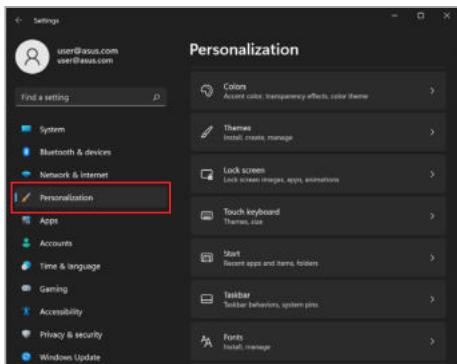 Settings
user@asus.com
user@asus.com
Find a setting
System
Bluetooth & devices
Network & internet
Personalization
Apps
Accounts
Time & language
Gaming
Accessibility
Privacy & security
Windows Update
Personalization
Colors
Accent color, transparency effects, color theme
Themes
Install, create, manage
Lock screen
Lock screen images, apps, animations
Touch keyboard
Themes, size
Start
Recent apps and items, folders
Taskbar
Taskbar behaviors, system pins
Fonts
Install, manage